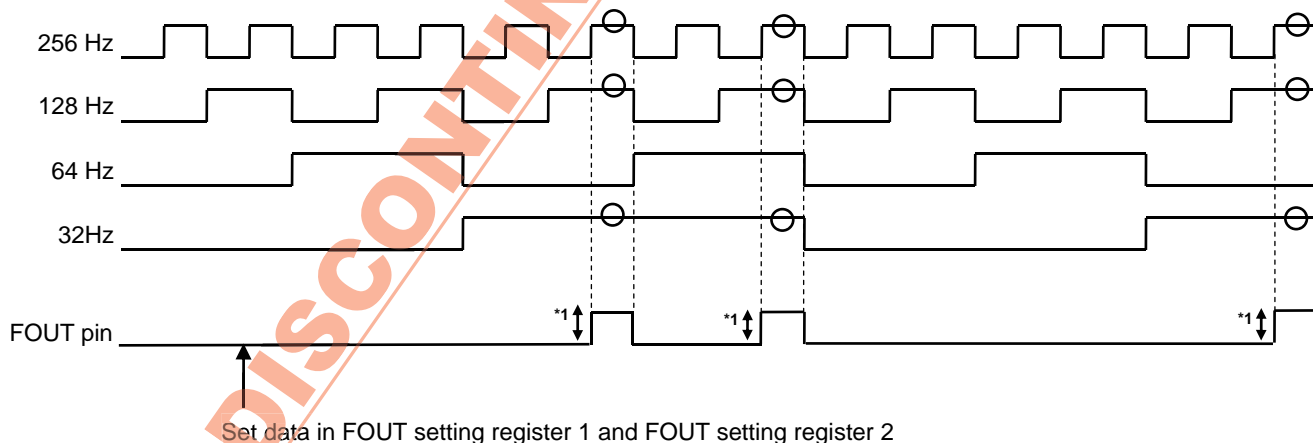 256 Hz
128 Hz
64 Hz
32Hz
FOUT pin
*1
*1
*1
Set data in FOUT setting register 1 and FOUT setting register 2
DISCONTIN